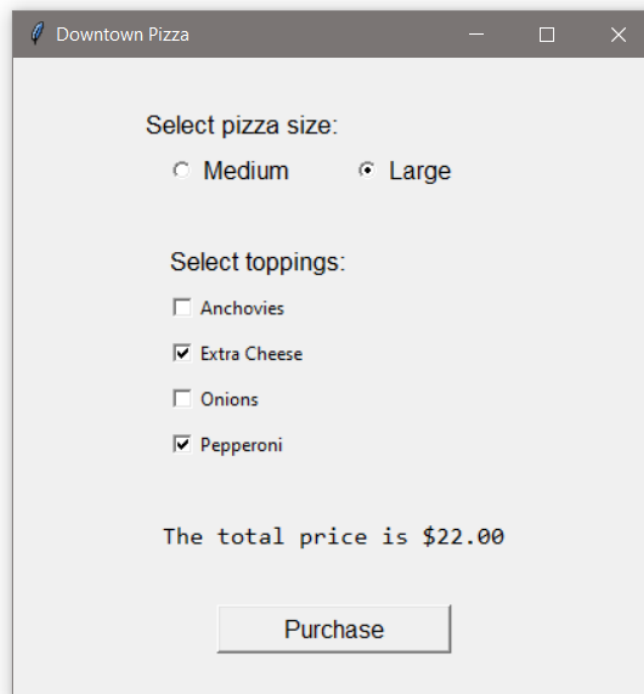 Downtown Pizza
Select pizza size:
Medium Large
Select toppings:
Anchovies
Extra Cheese
Onions
Pepperoni
The total price is $22.00
Purchase